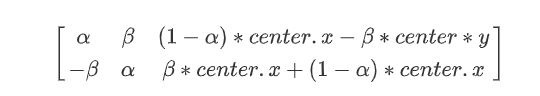 α β (1 − α) ∗ center.x − β ∗ center ∗ y
−β α β ∗ center.x + (1 − α) ∗ center.x